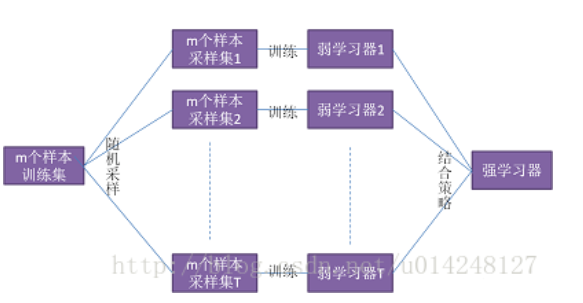 m个样本
采样集1
训练
弱学习器1
m个样本
采样集2
训练
弱学习器2
m个样本
训练集
随机采样
结合策略
强学习器
m个样本
采样集T
训练
弱学习器T
http://blog.csdn.net/u014248127